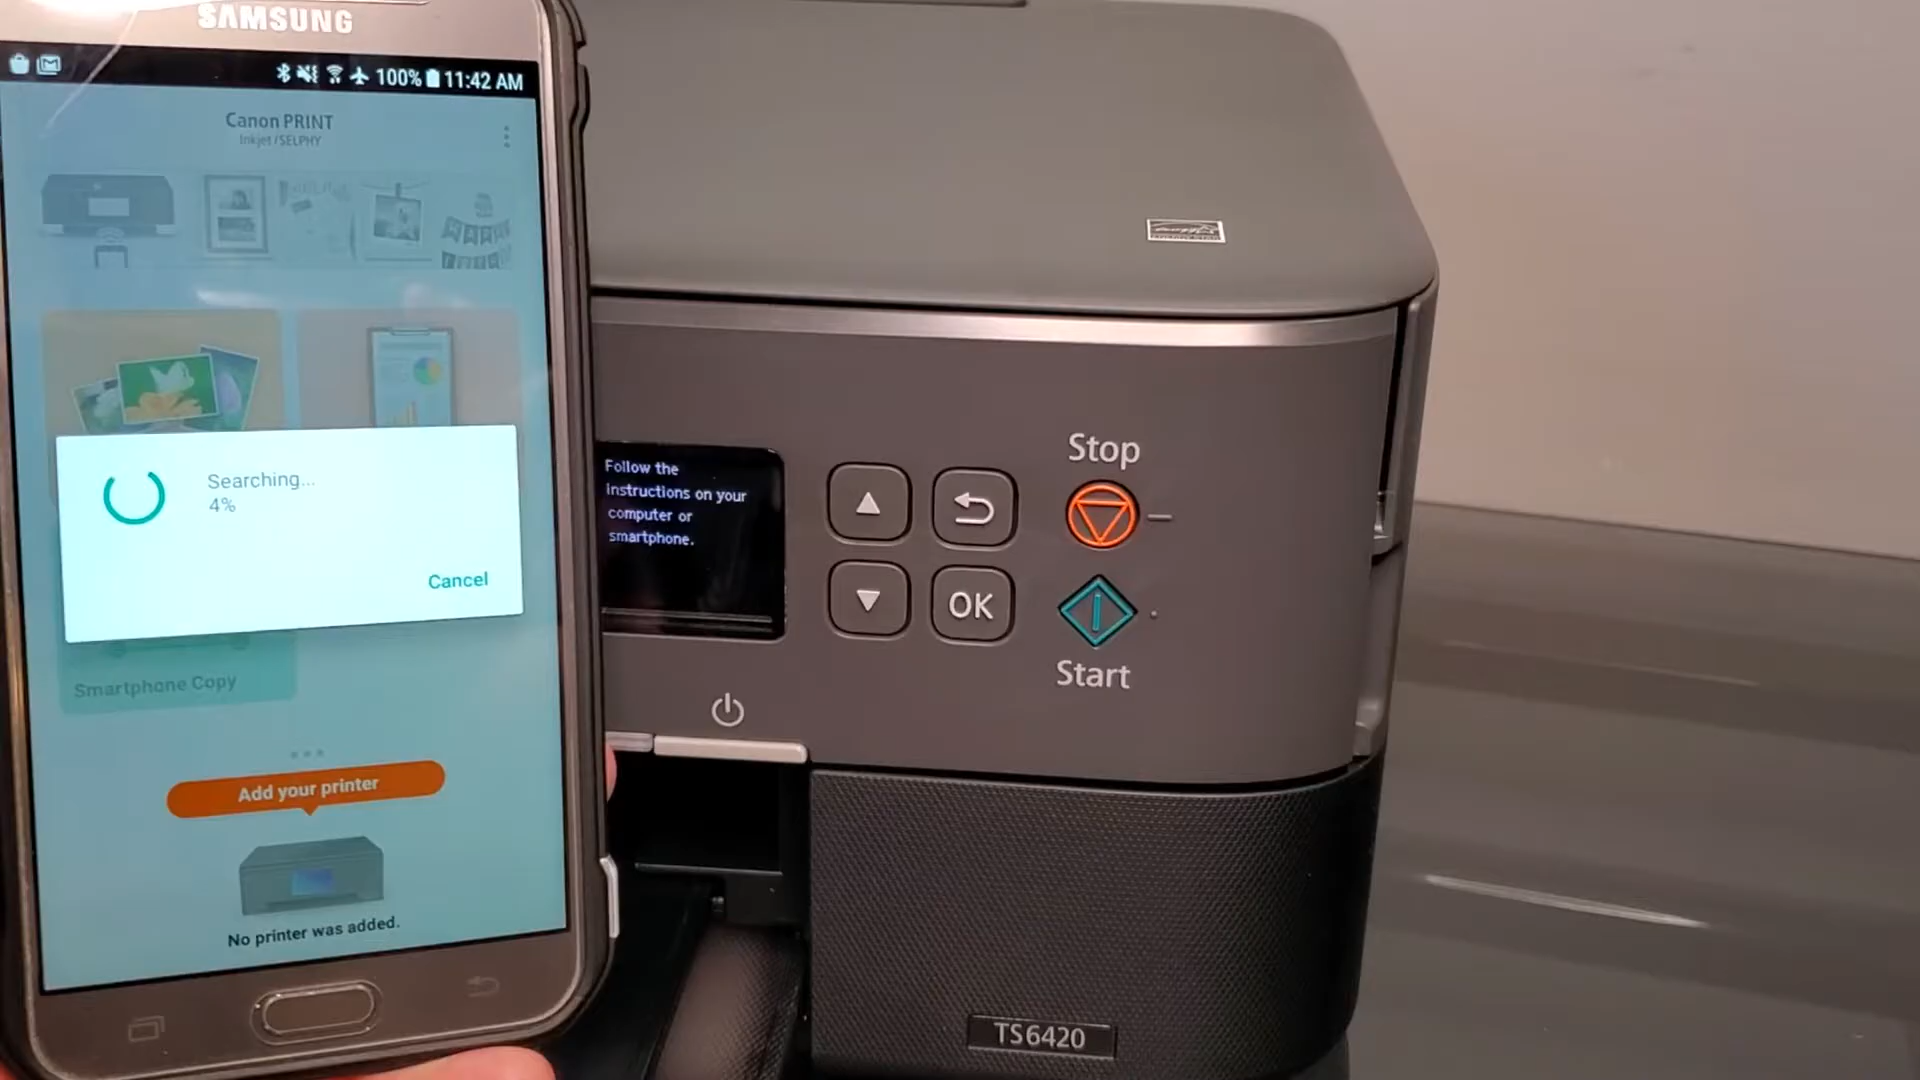 SAMSUNG
100% 11:42 AM
Canon PRINT
Inkjet/SELPHY
Searching...
4%
Cancel
Smartphone Copy
Add your printer
No printer was added.
Follow the
instructions on your
computer or
smartphone.
Stop
OK
Start
TS6420